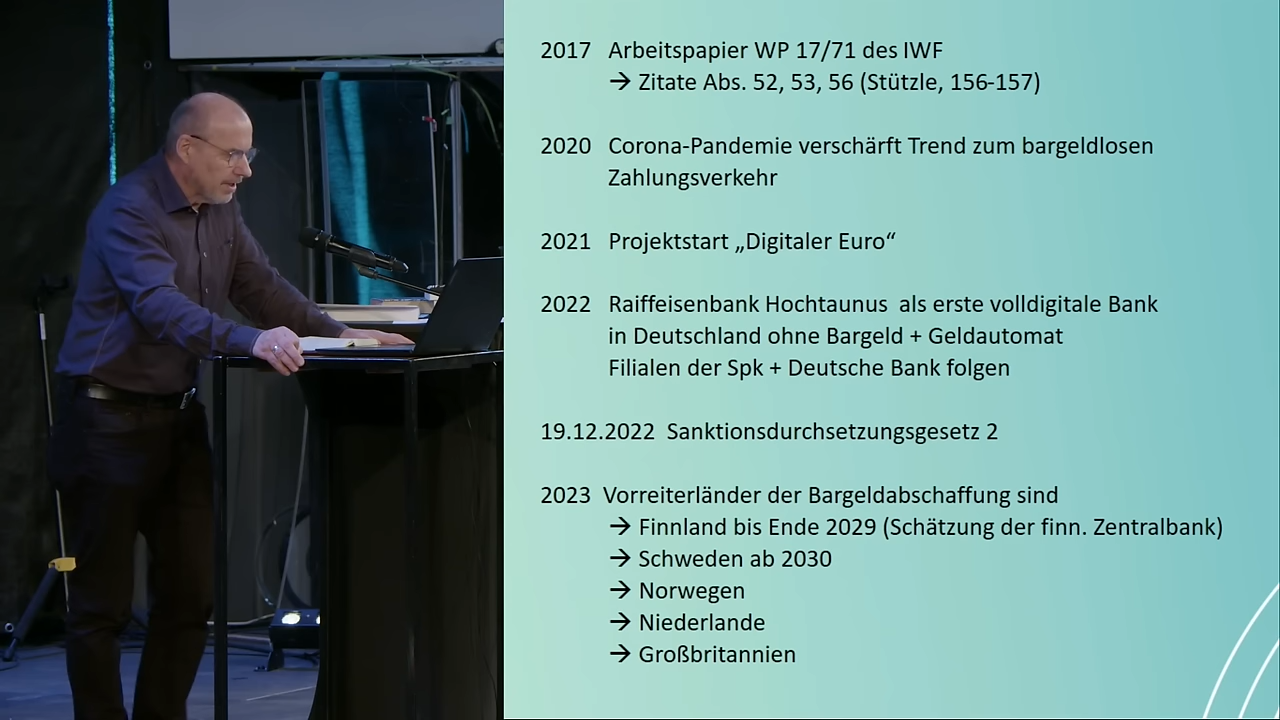 2017 Arbeitspapier WP 17/71 des IWF
→ Zitate Abs. 52, 53, 56 (Stützle, 156-157)
2020 Corona-Pandemie verschärft Trend zum bargeldlosen
Zahlungsverkehr
2021 Projektstart „Digitaler Euro“
2022 Raiffeisenbank Hochtaunus als erste volldigitale Bank
in Deutschland ohne Bargeld + Geldautomat
Filialen der Spk + Deutsche Bank folgen
19.12.2022 Sanktionsdurchsetzungsgesetz 2
2023 Vorreiterländer der Bargeldabschaffung sind
→ Finnland bis Ende 2029 (Schätzung der finn. Zentralbank)
→ Schweden ab 2030
→ Norwegen
→ Niederlande
→ Großbritannien